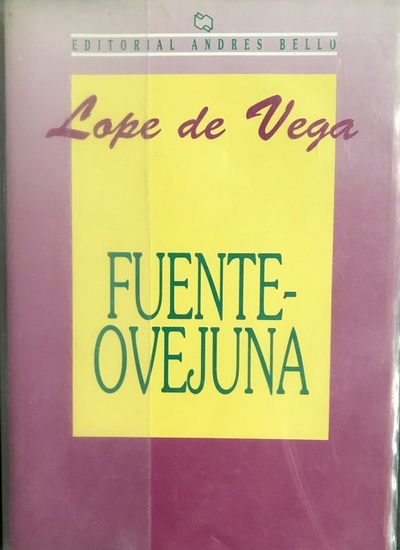 EDITORIAL ANDRES BELLO
Lope de Vega
FUENTE-
OVEJUNA